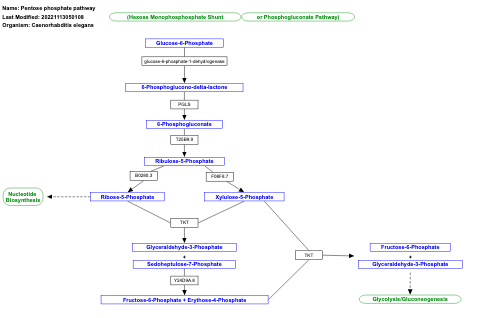 Name: Pentose phosphate pathway
Last Modified: 20221113050108
Organism: Caenorhabditis elegans
(Hexose Monophosphate Shunt
or Phosphogluconate Pathway)
Glucose-6-Phosphate
glucose-6-phosphate-1-dehydrogenase
6-Phosphoglucono-delta-lactone
PGLS
6-Phosphogluconate
T25B9.9
Ribulose-5-Phosphate
B0280.3
F08F8.7
Nucleotide
Biosynthesis
Ribose-5-Phosphate
Xylulose-5-Phosphate
TKT
Glyceraldehyde-3-Phosphate
+
Sedoheptulose-7-Phosphate
Y24D9A.8
Fructose-6-Phosphate + Erythose-4-Phosphate
TKT
Fructose-6-Phosphate
+
Glyceraldehyde-3-Phosphate
Glycolysis/Gluconeogenesis